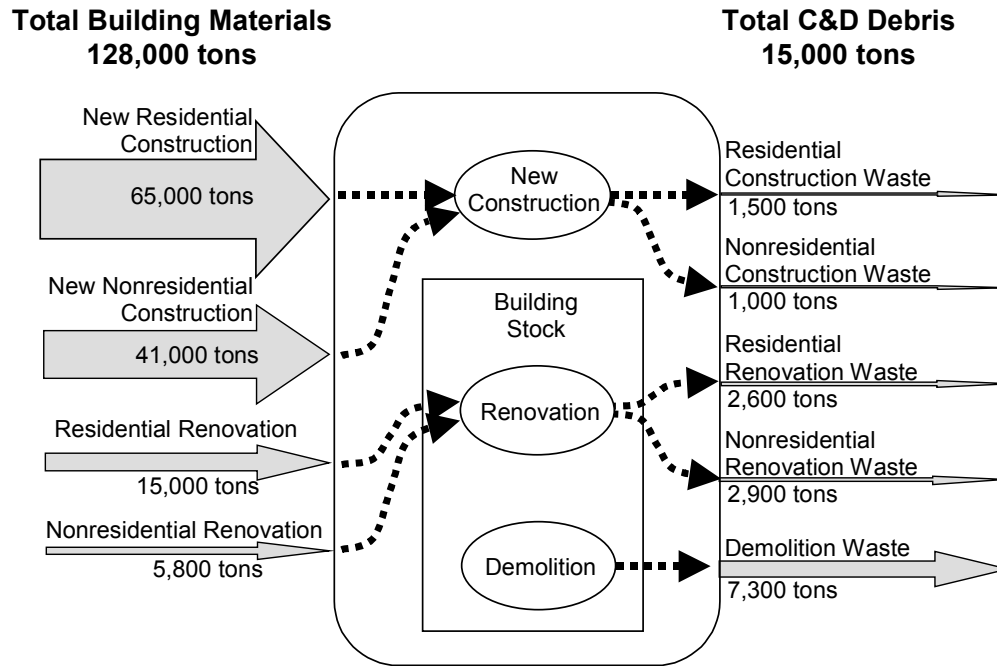 Total Building Materials
128,000 tons
Total C&D Debris
15,000 tons
New Residential
Construction
65,000 tons
New Nonresidential
Construction
41,000 tons
Residential Renovation
15,000 tons
Nonresidential Renovation
5,800 tons
New
Construction
Building
Stock
Renovation
Demolition
Residential
Construction Waste
1,500 tons
Nonresidential
Construction Waste
1,000 tons
Residential
Renovation Waste
2,600 tons
Nonresidential
Renovation Waste
2,900 tons
Demolition Waste
7,300 tons